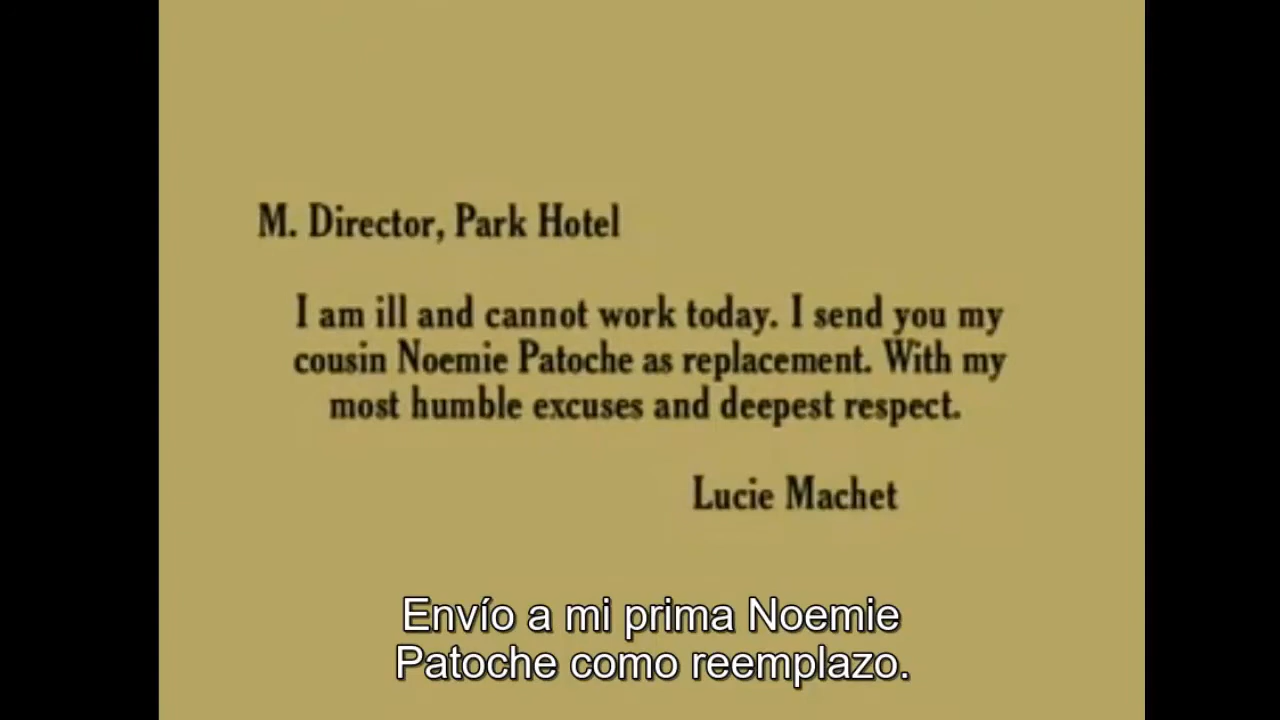 M. Director, Park Hotel
I am ill and cannot work today. I send you my
cousin Noemie Patoche as replacement. With my
most humble excuses and deepest respect.
Lucie Machet
Envío a mi prima Noemie
Patoche como reemplazo.